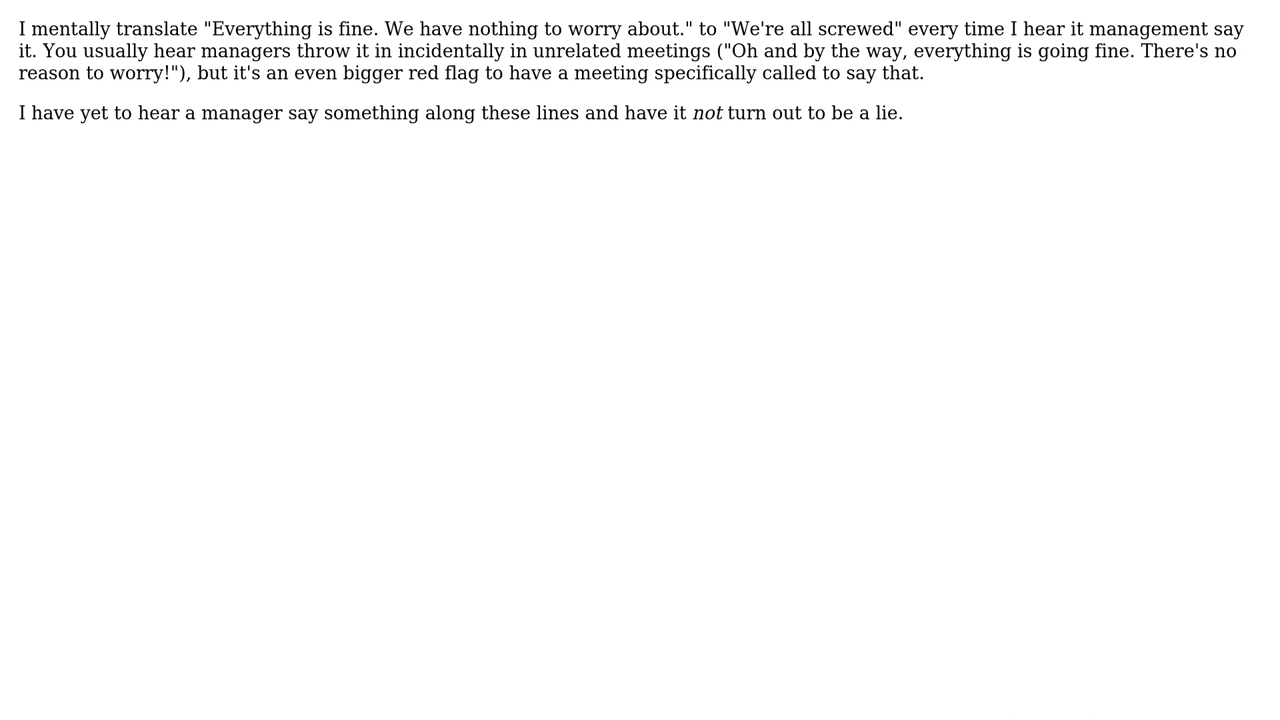 I mentally translate "Everything is fine. We have nothing to worry about." to "We're all screwed" every time I hear it management say
it. You usually hear managers throw it in incidentally in unrelated meetings ("Oh and by the way, everything is going fine. There's no
reason to worry!"), but it's an even bigger red flag to have a meeting specifically called to say that.
I have yet to hear a manager say something along these lines and have it not turn out to be a lie.